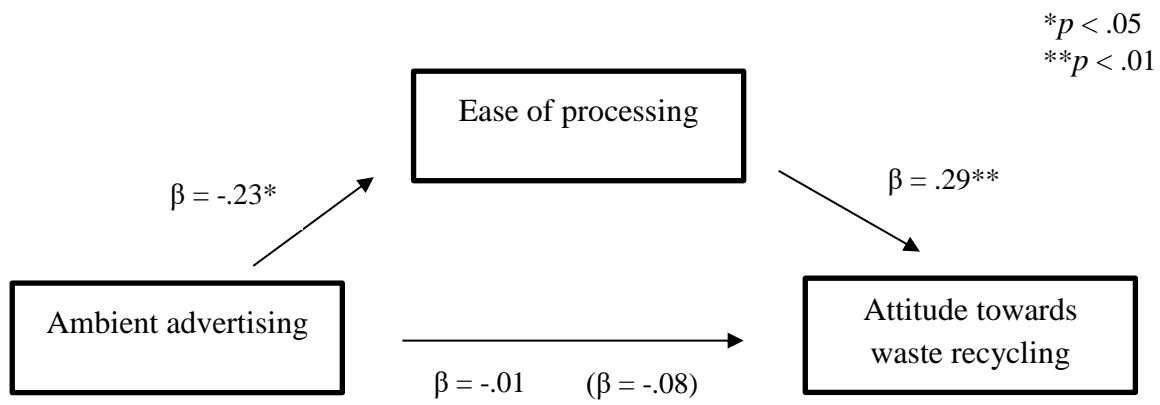 *p < .05
**p < .01
Ease of processing
β = -.23*
β = .29**
Ambient advertising
Attitude towards
waste recycling
β = -.01 (β = -.08)